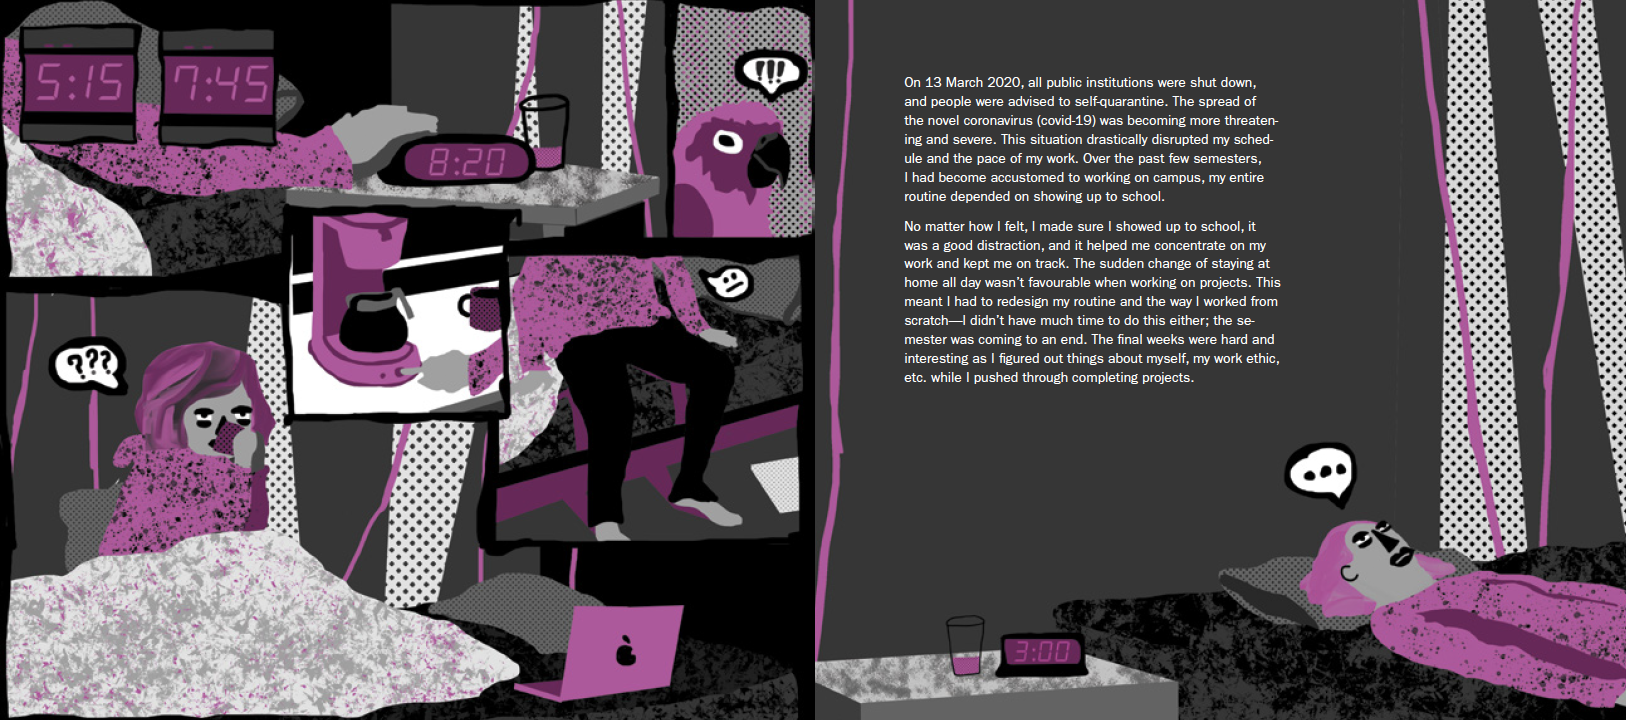 5:15
7:45
8:20
!!!
???
On 13 March 2020, all public institutions were shut down,
and people were advised to self-quarantine. The spread of
the novel coronavirus (covid-19) was becoming more threaten-
ing and severe. This situation drastically disrupted my sched-
ule and the pace of my work. Over the past few semesters,
I had become accustomed to working on campus, my entire
routine depended on showing up to school.
No matter how I felt, I made sure I showed up to school, it
was a good distraction, and it helped me concentrate on my
work and kept me on track. The sudden change of staying at
home all day wasn't favourable when working on projects. This
meant I had to redesign my routine and the way I worked from
scratch—I didn't have much time to do this either; the se-
mester was coming to an end. The final weeks were hard and
interesting as I figured out things about myself, my work ethic,
etc. while I pushed through completing projects.
...
3:00